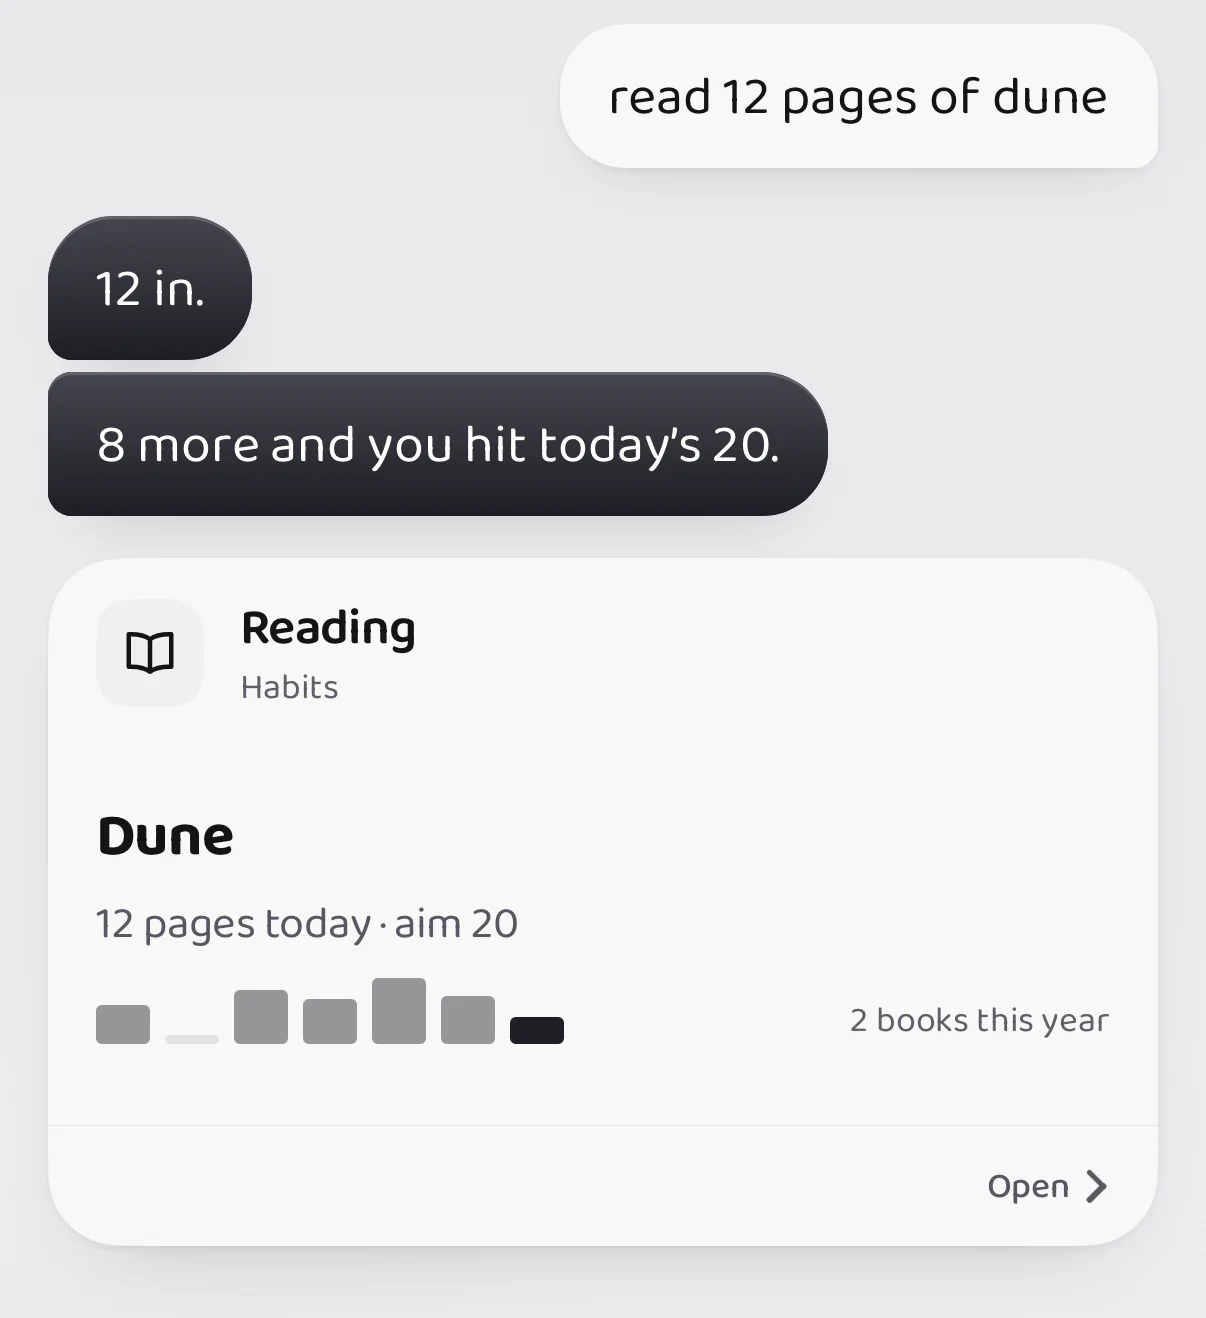 read 12 pages of dune
12 in.
8 more and you hit today's 20.
Reading
Habits
Dune
12 pages today · aim 20
2 books this year
Open